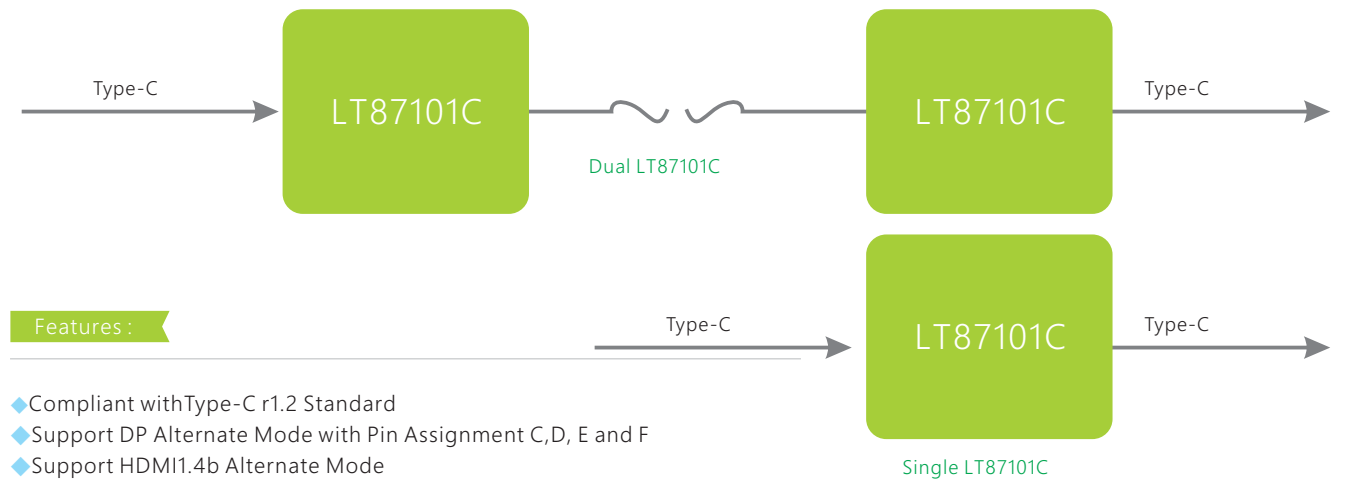 Type-C
LT87101C
LT87101C
Type-C
Dual LT87101C
Features :
Type-C
LT87101C
Type-C
◆Compliant withType-C r1.2 Standard
◆Support DP Alternate Mode with Pin Assignment C,D, E and F
◆Support HDMI1.4b Alternate Mode
Single LT87101C